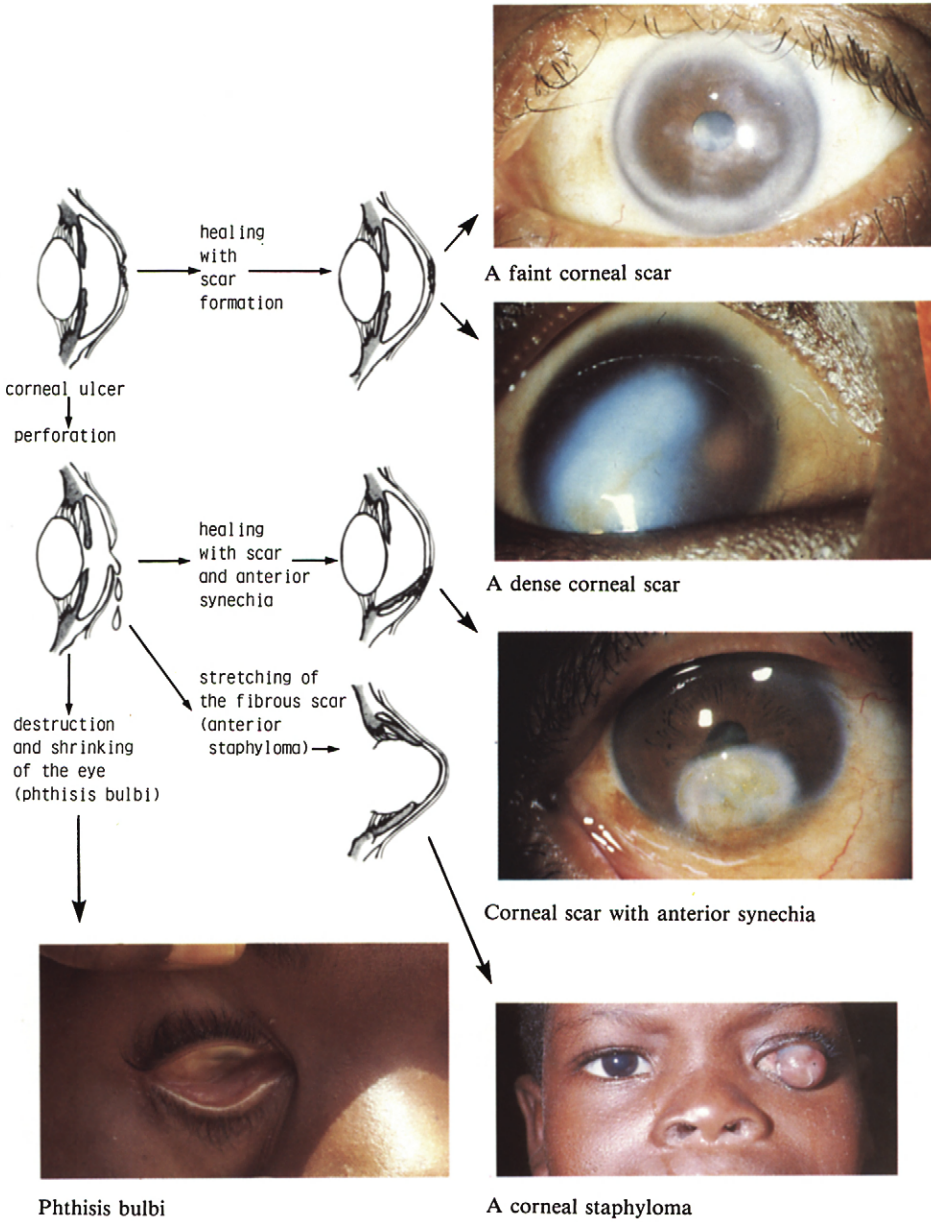 healing
with
scar
formation
A faint corneal scar
corneal ulcer
perforation
A dense corneal scar
healing
with scar
and anterior
synechia
stretching of
the fibrous scar
(anterior
staphyloma)
destruction
and shrinking
of the eye
(phthisis bulbi)
Corneal scar with anterior synechia
Phthisis bulbi
A corneal staphyloma